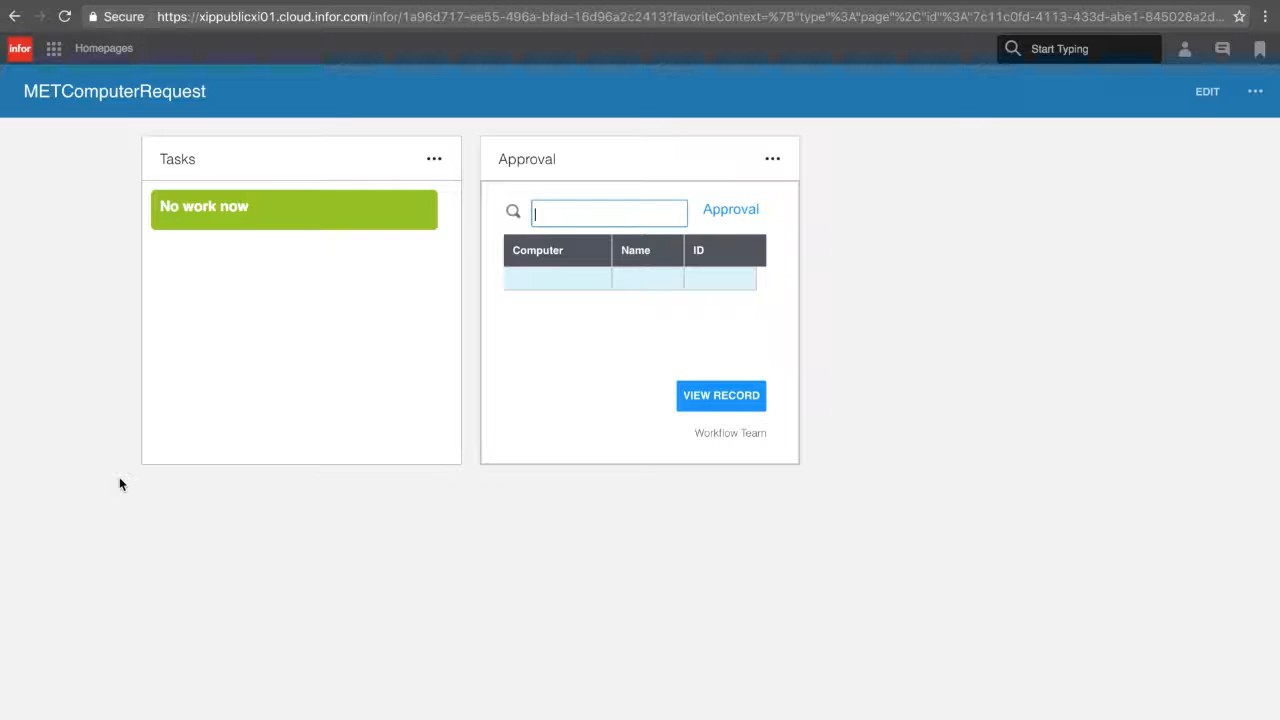 Secure https://xippublicxi01.cloud.infor.com/infor/1a96d717-ee55-496a-bfad-16d96a2c2413?favoriteContext=%7B"type"%3A"page"%2C"id"%3A"7c11c0fd-4113-433d-abe1-845028a2d...
infor Homepages Start Typing
METComputerRequest EDIT
Tasks
No work now
Approval
Approval
Computer Name ID
VIEW RECORD
Workflow Team